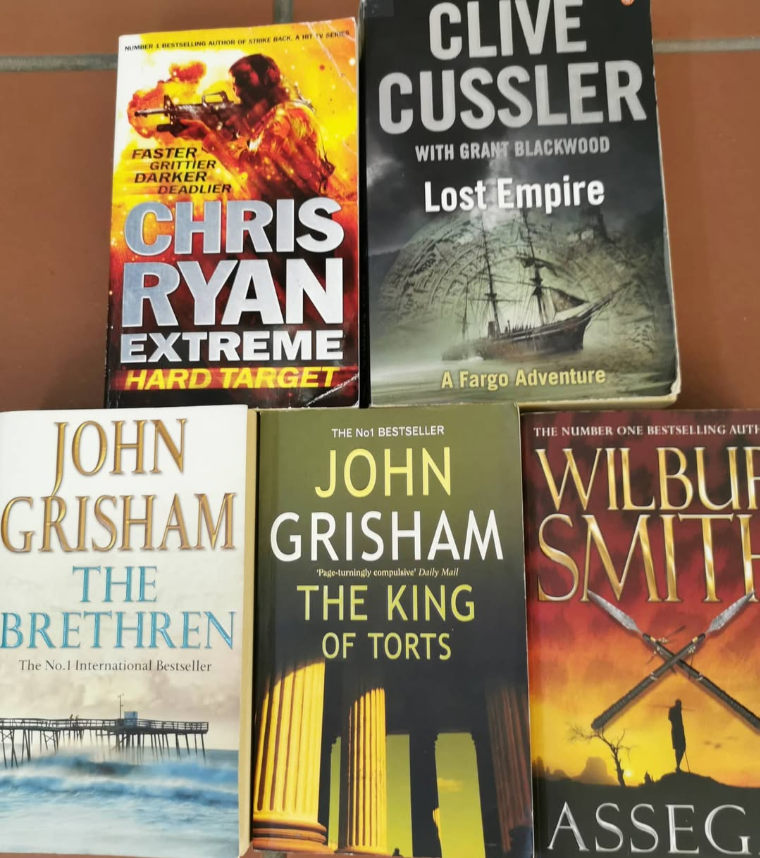 NUMBER 1 BESTSELLING AUTHOR OF STRIKE BACK, A HIT TV SERIES
FASTER
GRITTIER
DARKER
DEADLIER
CHRIS
RYAN
EXTREME
HARD TARGET
CLIVE
CUSSLER
WITH GRANT BLACKWOOD
Lost Empire
A Fargo Adventure
JOHN
GRISHAM
THE
BRETHREN
The No.1 International Bestseller
THE No1 BESTSELLER
JOHN
GRISHAM
'Page-turningly compulsive' Daily Mail
THE KING
OF TORTS
THE NUMBER ONE BESTSELLING AUTH
WILBUR
SMITH
ASSEGA